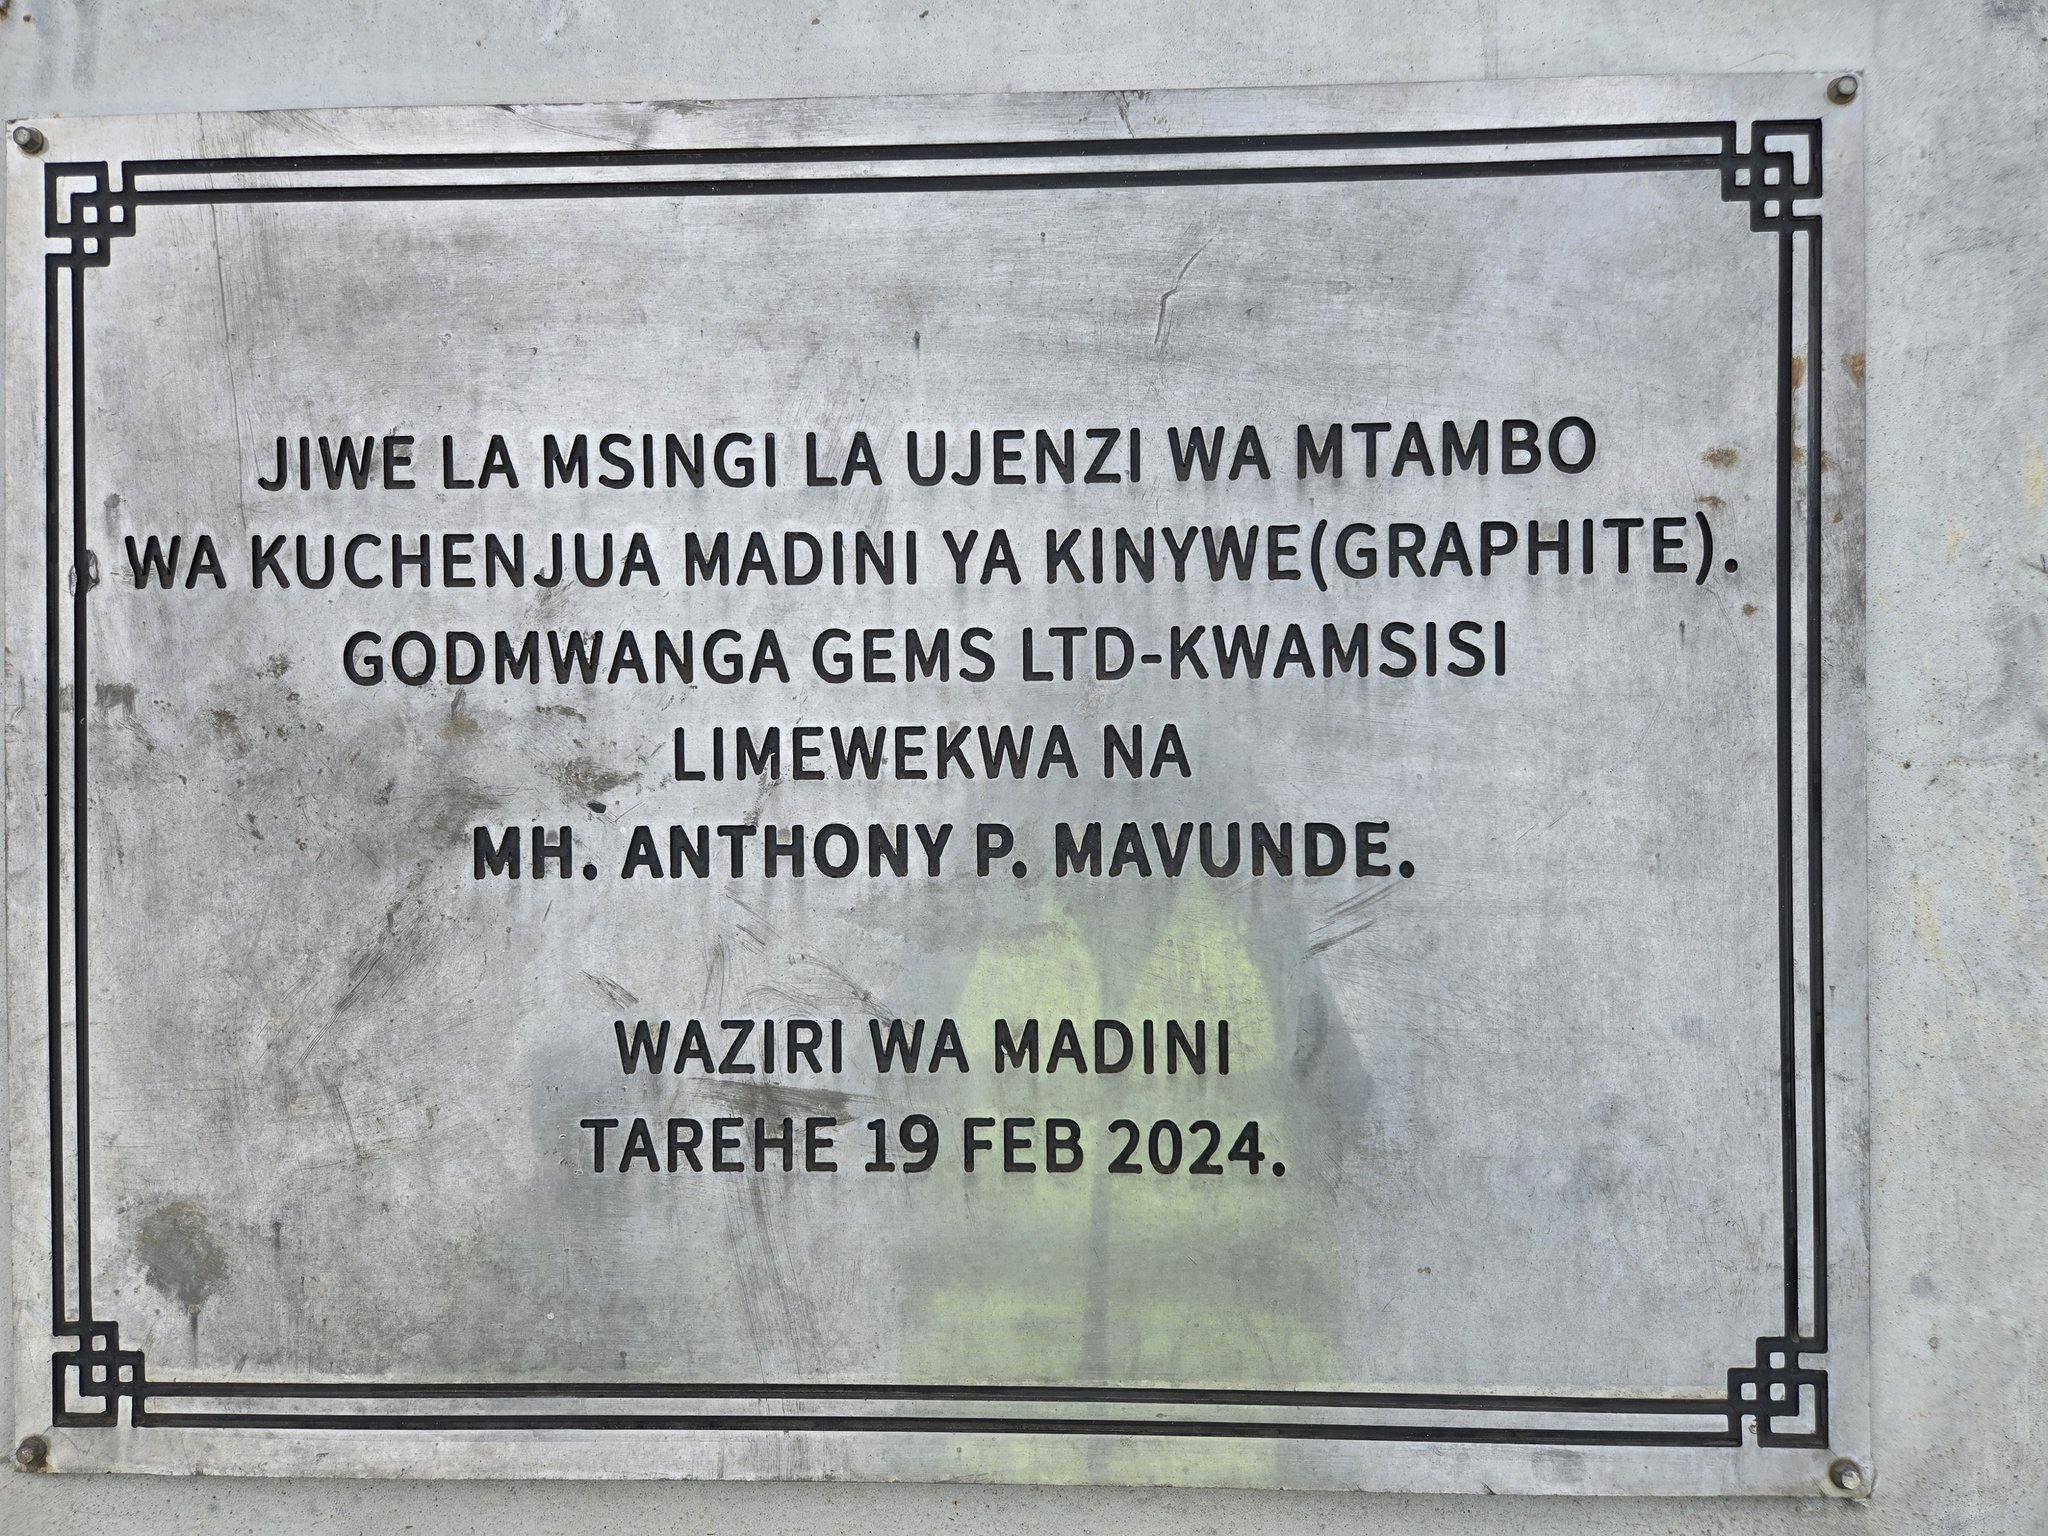 JIWE LA MSINGI LA UJENZI WA MTAMBO
WA KUCHENJUA MADINI YA KINYWE(GRAPHITE).
GODMWANGA GEMS LTD-KWAMSISI
LIMEWEKWA NA
MH. ANTHONY P. MAVUNDE.
WAZIRI WA MADINI
TAREHE 19 FEB 2024.